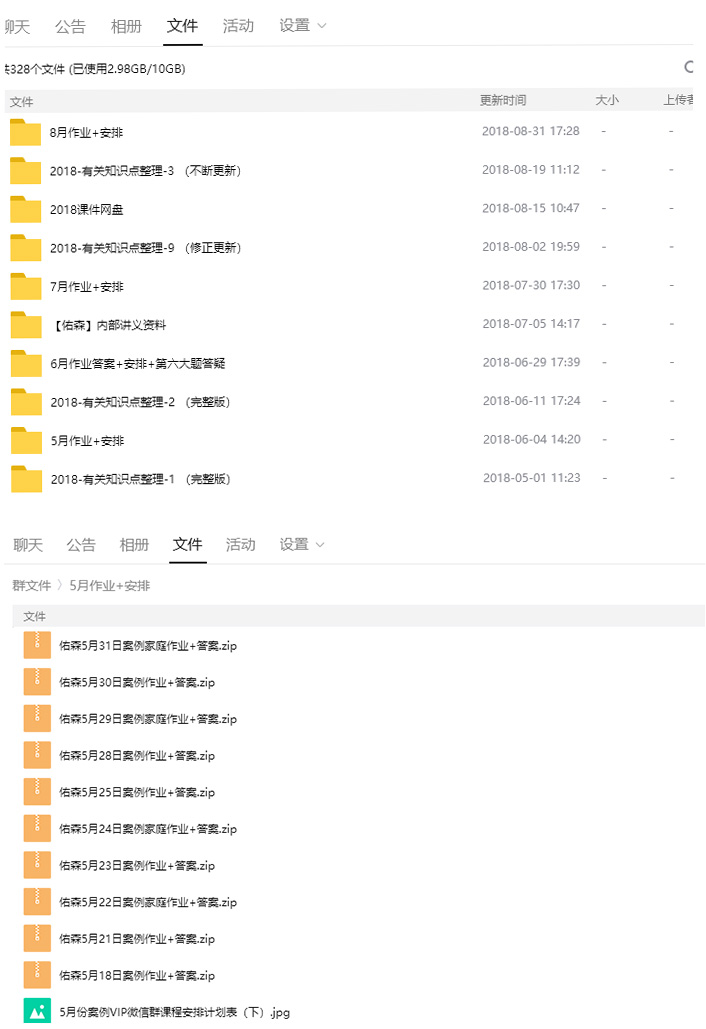 聊天 公告 相册 文件 活动 设置
共328个文件 (已使用2.98GB/10GB)
文件 更新时间 大小 上传者
8月作业+安排 2018-08-31 17:28 - -
2018-有关知识点整理-3 （不断更新） 2018-08-19 11:12 - -
2018课件网盘 2018-08-15 10:47 - -
2018-有关知识点整理-9 （修正更新） 2018-08-02 19:59 - -
7月作业+安排 2018-07-30 17:30 - -
【佑森】内部讲义资料 2018-07-05 14:17 - -
6月作业答案+安排+第六大题答疑 2018-06-29 17:39 - -
2018-有关知识点整理-2 （完整版） 2018-06-11 17:24 - -
5月作业+安排 2018-06-04 14:20 - -
2018-有关知识点整理-1 （完整版） 2018-05-01 11:23 - -
聊天 公告 相册 文件 活动 设置
群文件 〉5月作业+安排
文件
佑森5月31日案例家庭作业+答案.zip
佑森5月30日案例作业+答案.zip
佑森5月29日案例家庭作业+答案.zip
佑森5月28日案例作业+答案.zip
佑森5月25日案例作业+答案.zip
佑森5月24日案例家庭作业+答案.zip
佑森5月23日案例作业+答案.zip
佑森5月22日案例家庭作业+答案.zip
佑森5月21日案例作业+答案.zip
佑森5月18日案例作业+答案.zip
5月份案例VIP微信群课程安排计划表（下）.jpg